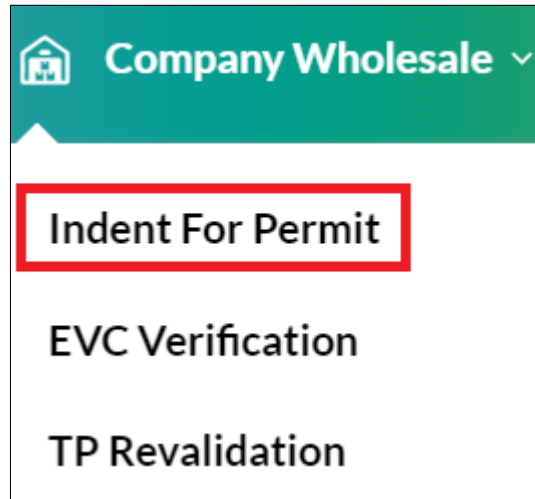 Company Wholesale
Indent For Permit
EVC Verification
TP Revalidation